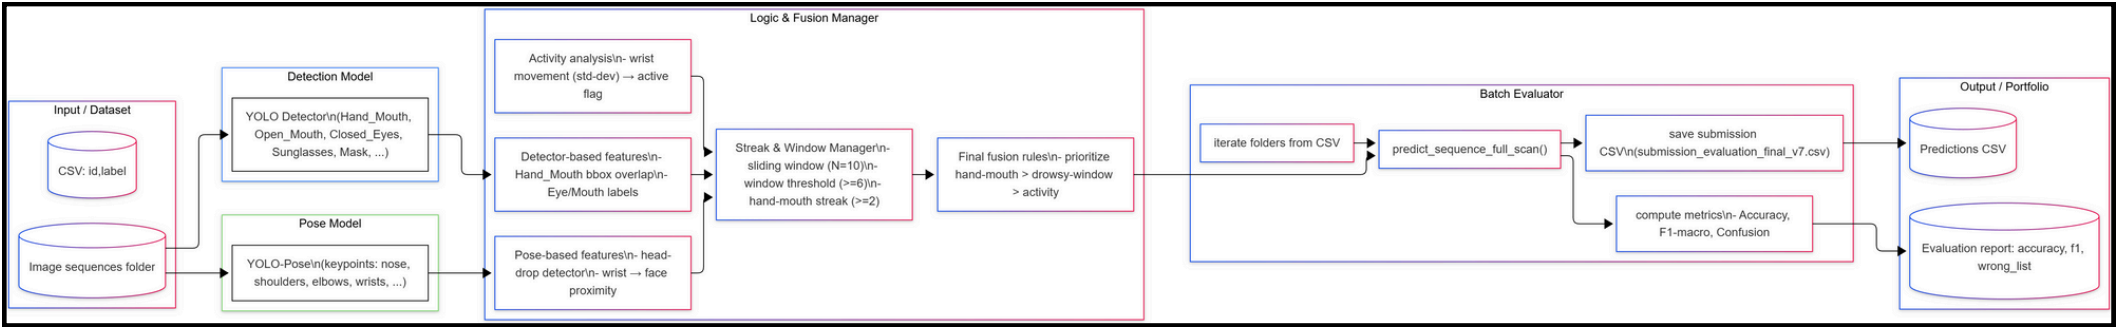 Input / Dataset
CSV: id,label
Image sequences folder
Detection Model
YOLO Detector\n(Hand_Mouth,
Open_Mouth, Closed_Eyes,
Sunglasses, Mask, ...)
Pose Model
YOLO-Pose\n(keypoints: nose,
shoulders, elbows, wrists, ...)
Logic & Fusion Manager
Activity analysis\n- wrist
movement (std-dev) → active
flag
Detector-based features\n-
Hand_Mouth bbox overlap\n-
Eye/Mouth labels
Pose-based features\n- head-
drop detector\n- wrist → face
proximity
Streak & Window Manager\n-
sliding window (N=10)\n-
window threshold (>=6)\n-
hand-mouth streak (>=2)
Final fusion rules\n- prioritize
hand-mouth > drowsy-window
> activity
Batch Evaluator
iterate folders from CSV
predict_sequence_full_scan()
save submission
CSV\n(submission_evaluation_final_v7.csv)
compute metrics\n- Accuracy,
F1-macro, Confusion
Output / Portfolio
Predictions CSV
Evaluation report: accuracy, f1,
wrong_list